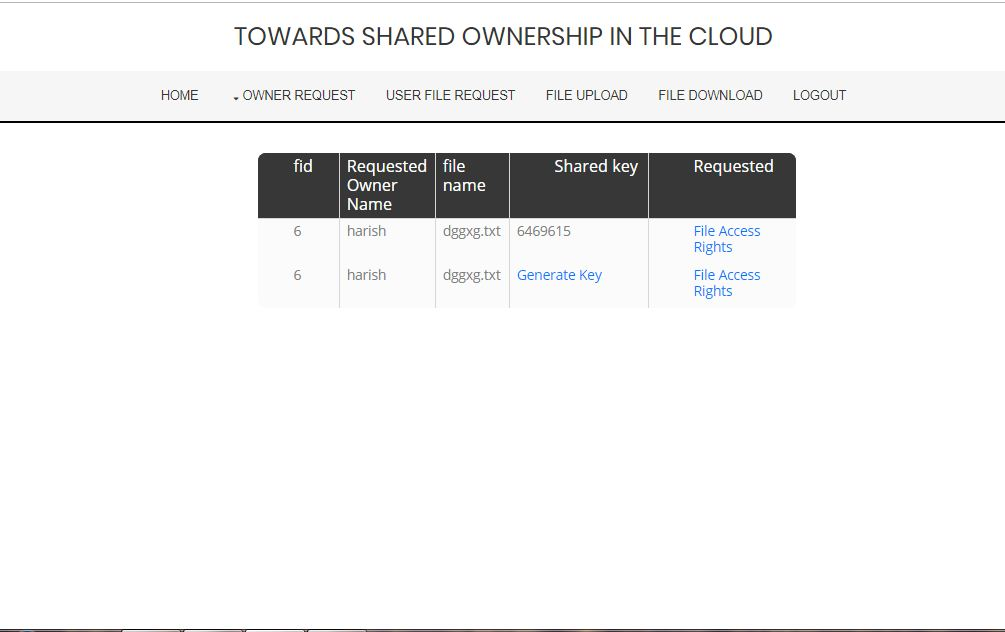 TOWARDS SHARED OWNERSHIP IN THE CLOUD
HOME OWNER REQUEST USER FILE REQUEST FILE UPLOAD FILE DOWNLOAD LOGOUT
fid Requested Owner Name file name Shared key Requested
6 harish dggxg.txt 6469615 File Access Rights
6 harish dggxg.txt Generate Key File Access Rights